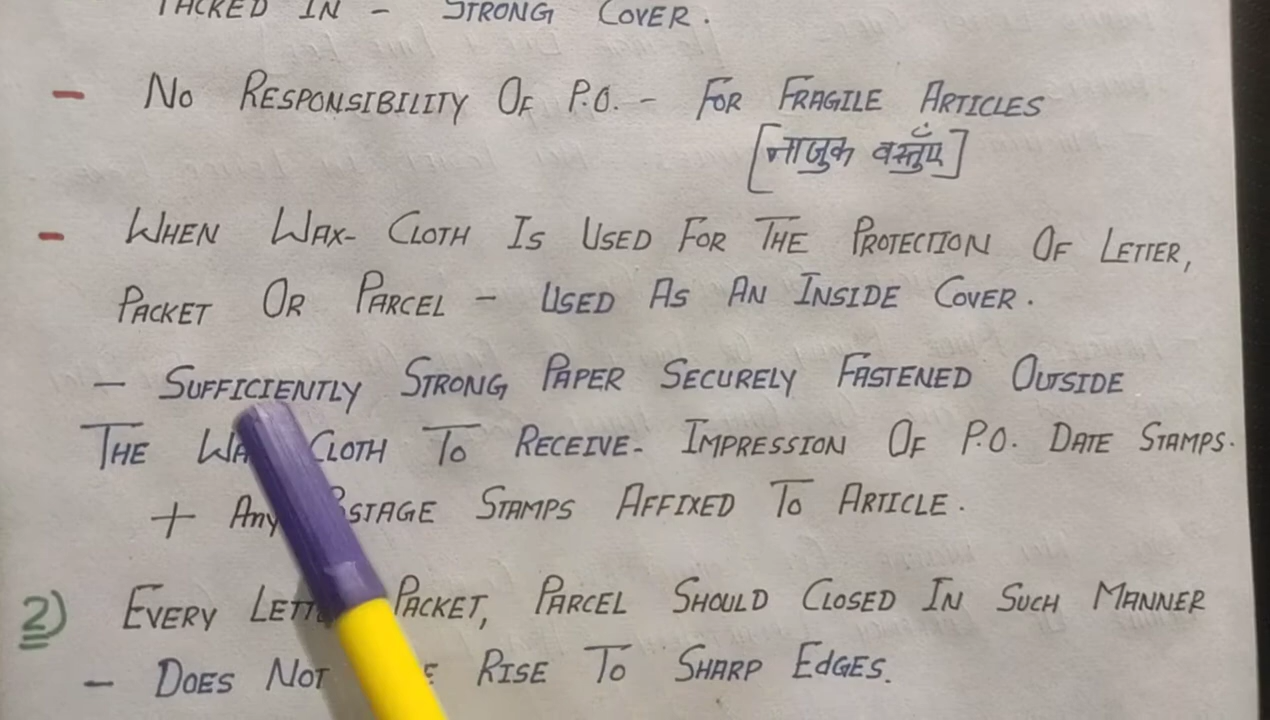 PACKED IN - STRONG COVER.
- NO RESPONSIBILITY OF P.O. - FOR FRAGILE ARTICLES
[नाजुक वस्तुएँ]
- WHEN WAX- CLOTH IS USED FOR THE PROTECTION OF LETTER,
PACKET OR PARCEL - USED AS AN INSIDE COVER.
- SUFFICIENTLY STRONG PAPER SECURELY FASTENED OUTSIDE
THE CLOTH TO RECEIVE- IMPRESSION OF P.O. DATE STAMPS.
+ Any STAMPS AFFIXED TO ARTICLE.
2) EVERY PACKET, PARCEL SHOULD CLOSED IN SUCH MANNER
- DOES NOT RISE TO SHARP EDGES.